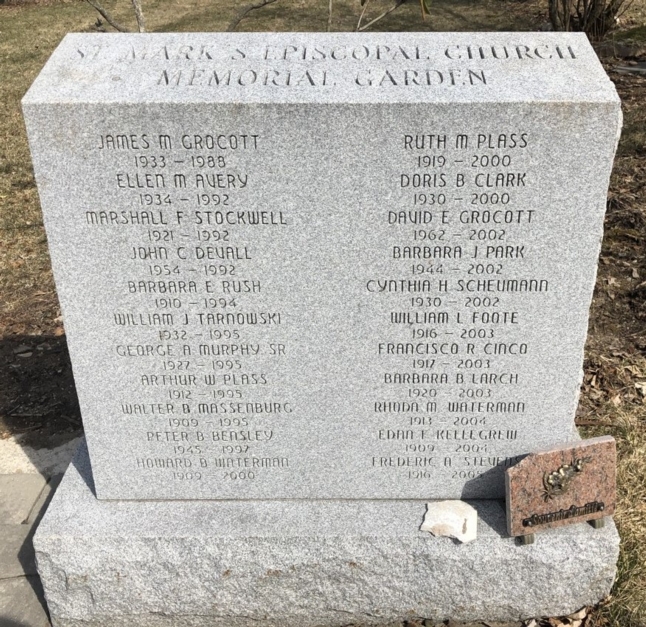 ST MARK S EPISCOPAL CHURCH
MEMORIAL GARDEN
JAMES M GROCOTT
1933 – 1988
ELLEN M AVERY
1934 – 1992
MARSHALL F STOCKWELL
1921 – 1992
JOHN C DEVALL
1954 – 1992
BARBARA E RUSH
1910 – 1994
WILLIAM J TARNOWSKI
1932 – 1995
GEORGE A MURPHY SR
1927 – 1995
ARTHUR W PLASS
1912 – 1995
WALTER B MASSENBURG
1909 – 1995
PETER B BENSLEY
1945 – 1997
HOWARD B WATERMAN
1909 – 2000
RUTH M PLASS
1919 – 2000
DORIS B CLARK
1930 – 2000
DAVID E GROCOTT
1962 – 2002
BARBARA J PARK
1944 – 2002
CYNTHIA H SCHEUMANN
1930 – 2002
WILLIAM L FOOTE
1916 – 2003
FRANCISCO R CINCO
1917 – 2003
BARBARA B LARCH
1920 – 2003
RHODA M WATERMAN
1913 – 2004
EDAN F KELLEGREW
1909 – 2004
FREDERIC A
1916 –